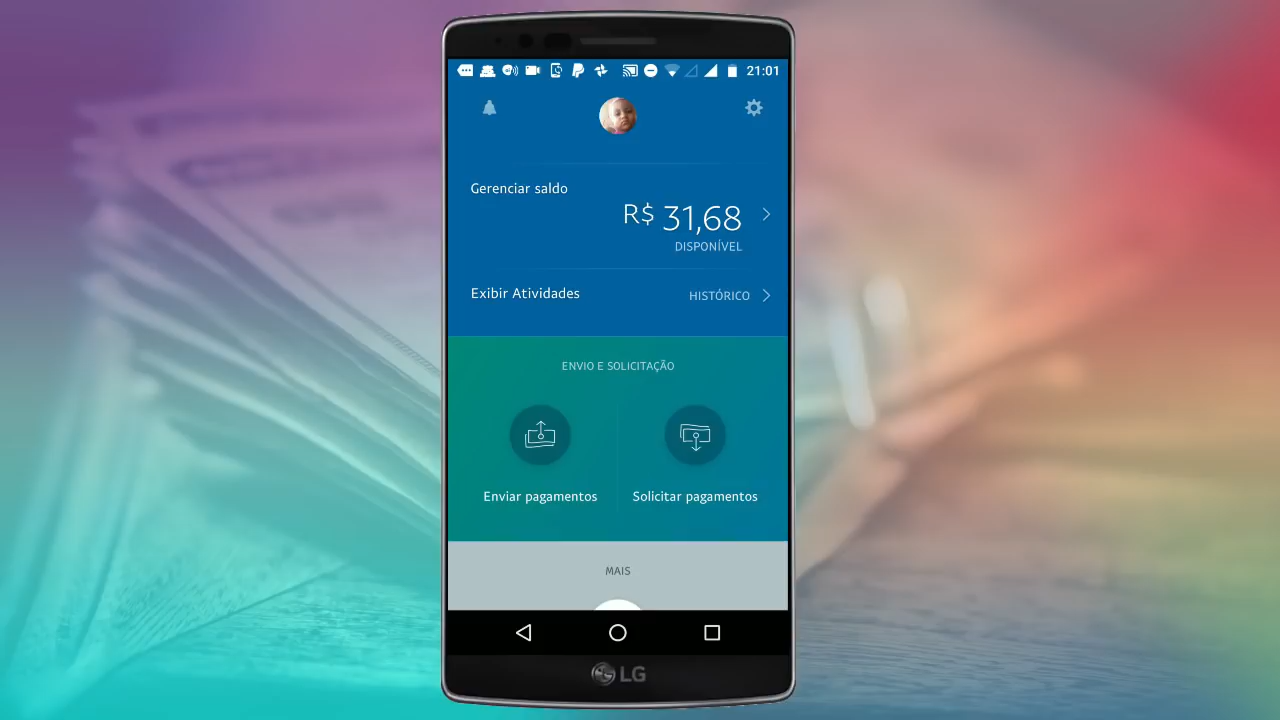 21:01
Gerenciar saldo
R$ 31,68
DISPONÍVEL
Exibir Atividades
HISTÓRICO
ENVIO E SOLICITAÇÃO
Enviar pagamentos
Solicitar pagamentos
MAIS
LG